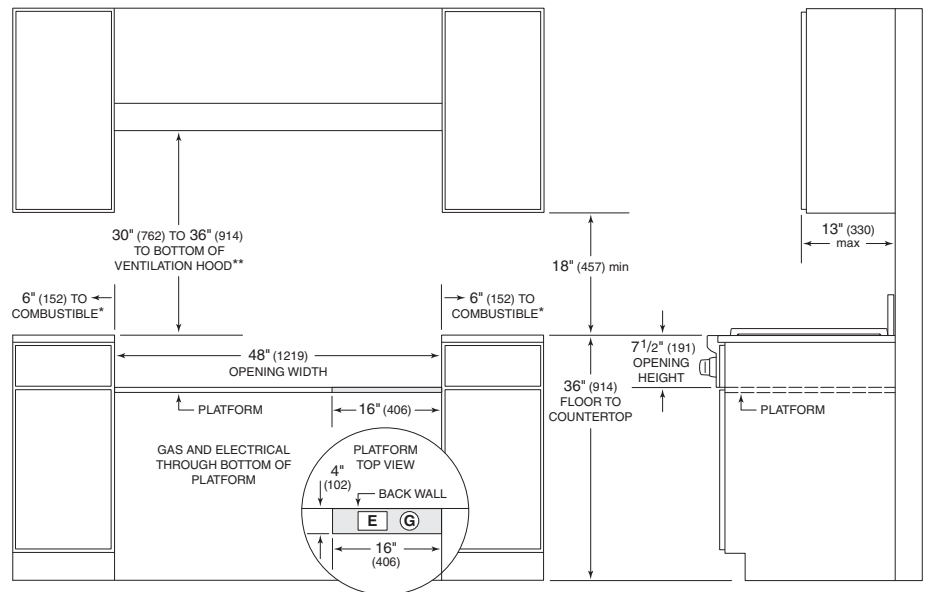 30" (762) TO 36" (914)
TO BOTTOM OF
VENTILATION HOOD**
13" (330)
max
18" (457) min
6" (152) TO
COMBUSTIBLE*
6" (152) TO
COMBUSTIBLE*
48" (1219)
OPENING WIDTH
7 1/2" (191)
OPENING
HEIGHT
36" (914)
FLOOR TO
COUNTERTOP
PLATFORM
16" (406)
PLATFORM
GAS AND ELECTRICAL
THROUGH BOTTOM OF
PLATFORM
PLATFORM
TOP VIEW
4"
(102)
BACK WALL
E G
16"
(406)